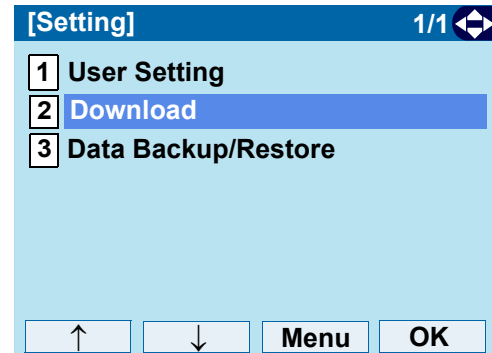 [Setting] 1/1
1 User Setting
2 Download
3 Data Backup/Restore
↑ ↓ Menu OK